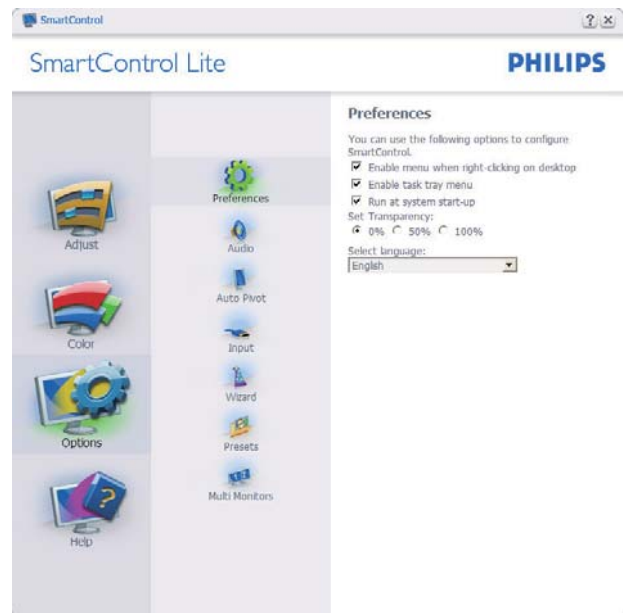 SmartControl
SmartControl Lite
PHILIPS
Adjust
Color
Options
Help
Preferences
Audio
Auto Pivot
Input
Wizard
Presets
Multi Monitors
Preferences
You can use the following options to configure
SmartControl.
Enable menu when right-clicking on desktop
Enable task tray menu
Run at system start-up
Set Transparency:
0% 50% 100%
Select language:
English